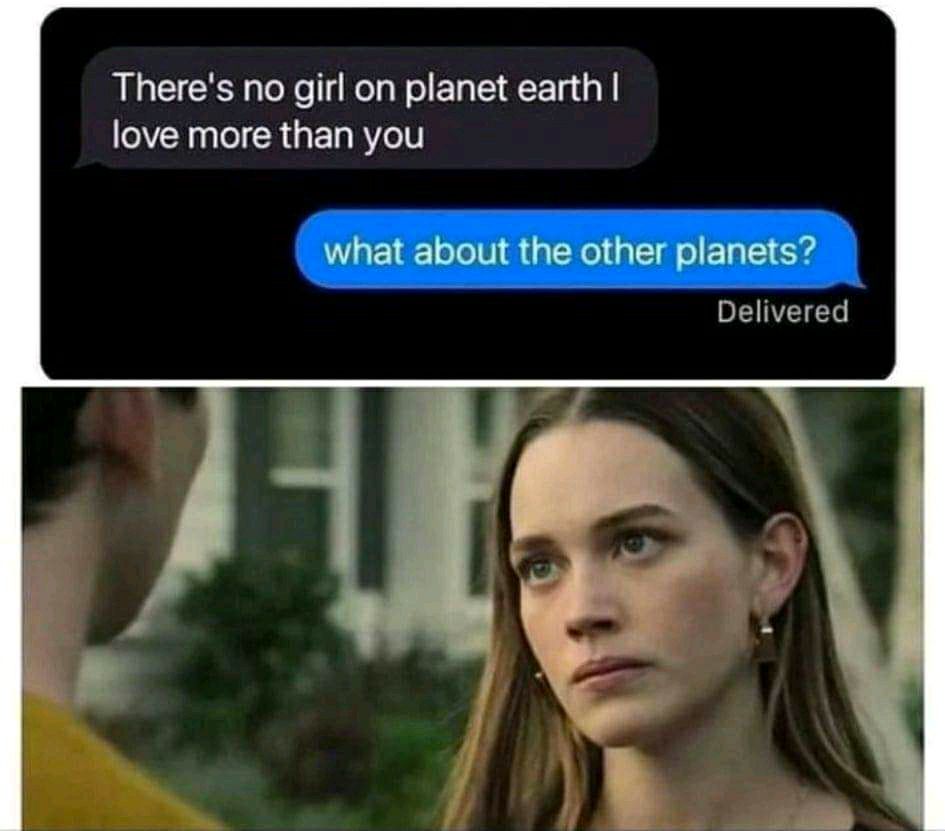 There's no girl on planet earth I
love more than you
what about the other planets?
Delivered